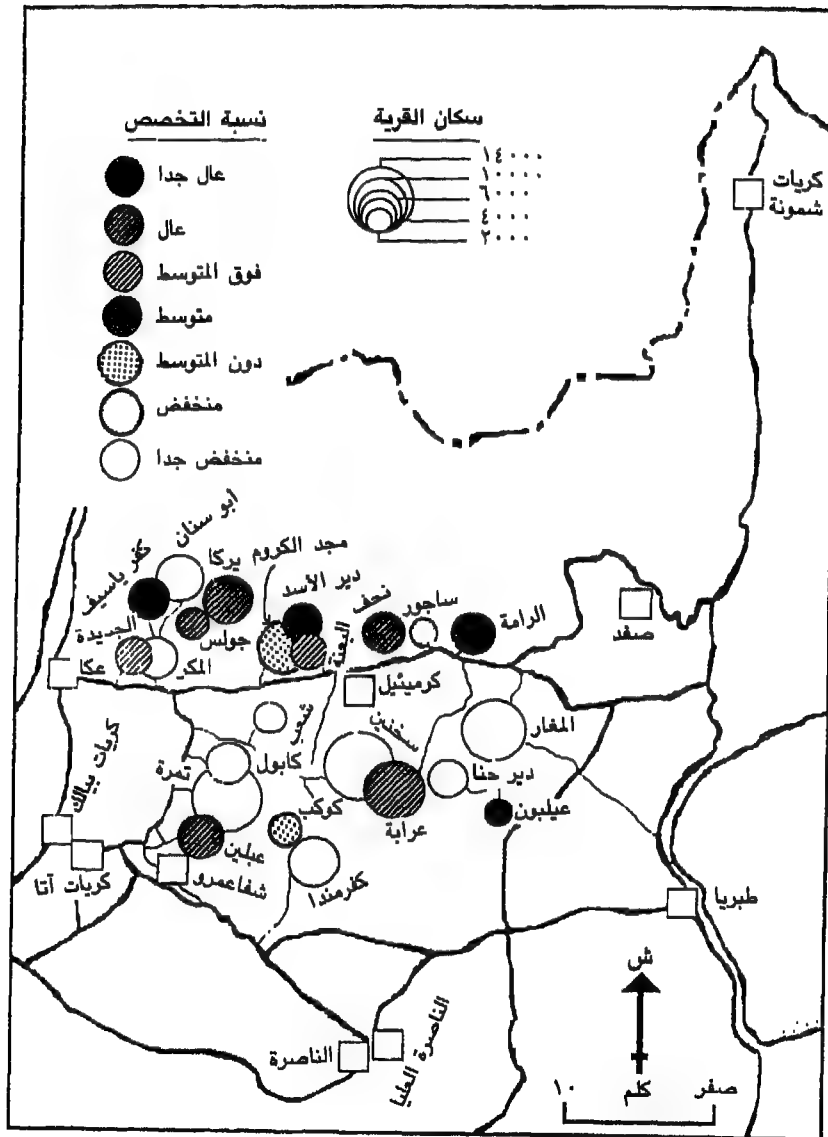 نسبة التخصص
عال جدا
عال
فوق المتوسط
متوسط
دون المتوسط
منخفض
منخفض جدا
سكان القرية
١٤٠٠٠
١٠٠٠٠
٦٠٠٠
٤٠٠٠
٢٠٠٠
كريات
شمونة
أبو سنان
كفر ياسيف
يركا
مجد الكروم
دير الأسد
نحف
ساجور
الرامة
صفد
الجديدة
جولس
البعنة
عكا
المكر
كرميئيل
شعب
سخنين
المغار
كريات بيالك
تمرة
كابول
كوكب
دير حنا
عرابة
عيلبون
عبلين
كفرمندا
شفاعمرو
كريات آتا
طبريا
ش
الناصرة العليا
الناصرة
صفر
كلم
١٠